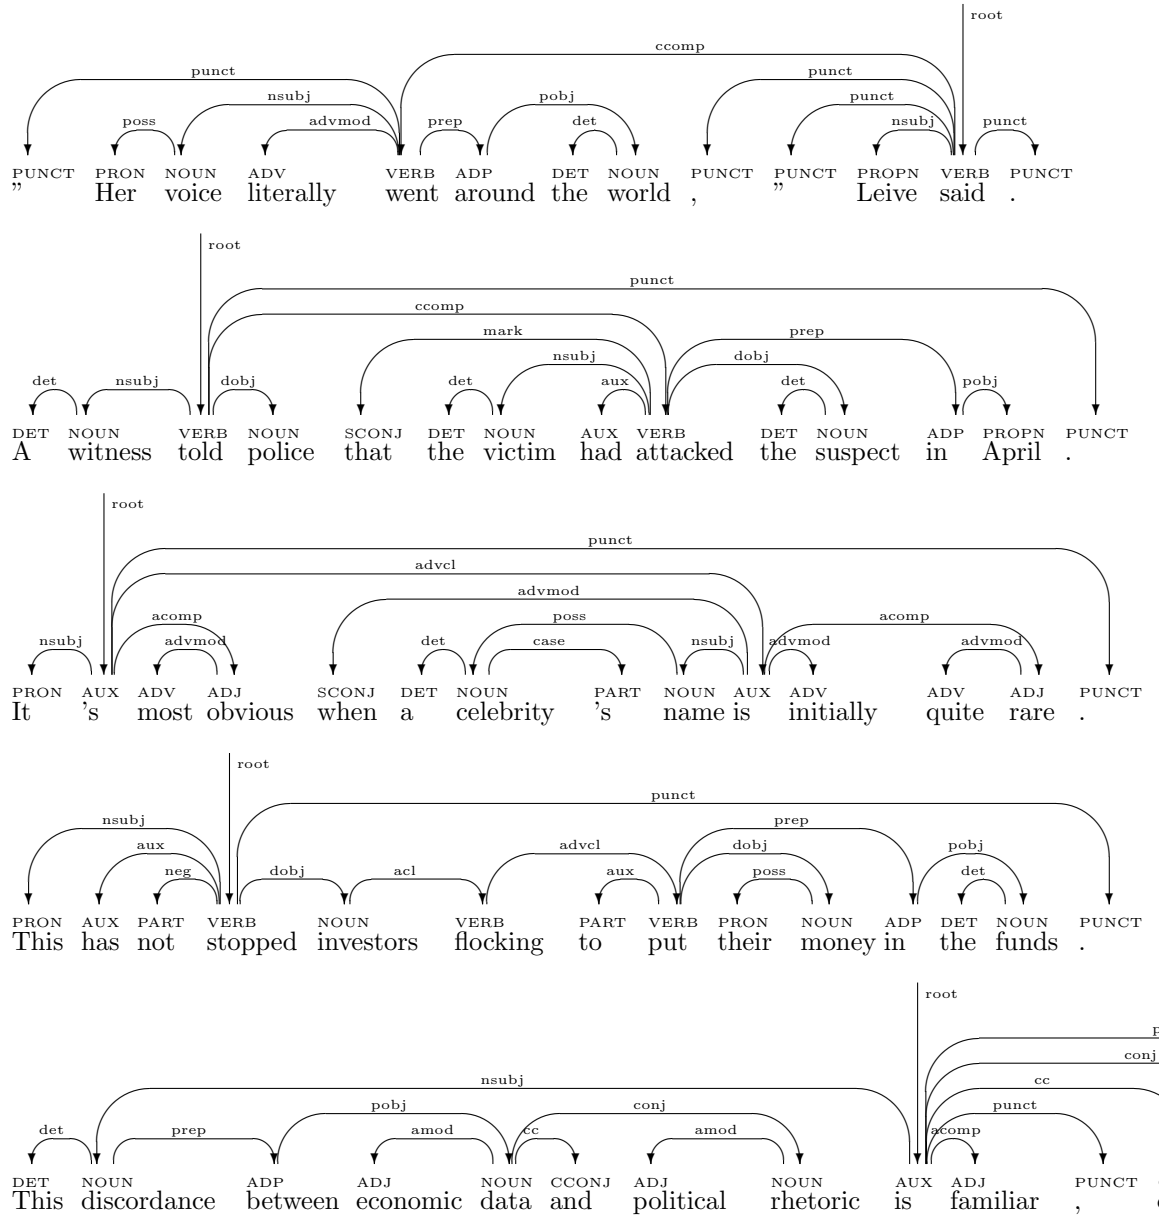 root
ccomp
punct punct
nsubj pobj punct
poss advmod prep det nsubj punct
PUNCT PRON NOUN ADV VERB ADP DET NOUN PUNCT PUNCT PROPN VERB PUNCT
" Her voice literally went around the world , " Leive said .
root
punct
ccomp
mark prep
nsubj dobj
det nsubj dobj det aux det pobj
DET NOUN VERB NOUN SCONJ DET NOUN AUX VERB DET NOUN ADP PROPN PUNCT
A witness told police that the victim had attacked the suspect in April .
root
punct
advcl
advmod
acomp poss acomp
nsubj advmod det case nsubj advmod advmod
PRON AUX ADV ADJ SCONJ DET NOUN PART NOUN AUX ADV ADV ADJ PUNCT
It 's most obvious when a celebrity 's name is initially quite rare .
root
punct
nsubj prep
aux advcl dobj pobj
neg dobj acl aux poss det
PRON AUX PART VERB NOUN VERB PART VERB PRON NOUN ADP DET NOUN PUNCT
This has not stopped investors flocking to put their money in the funds .
root
conj
nsubj cc
pobj conj punct
det prep amod cc amod acomp
DET NOUN ADP ADJ NOUN CCONJ ADJ NOUN AUX ADJ PUNCT
This discordance between economic data and political rhetoric is familiar ,